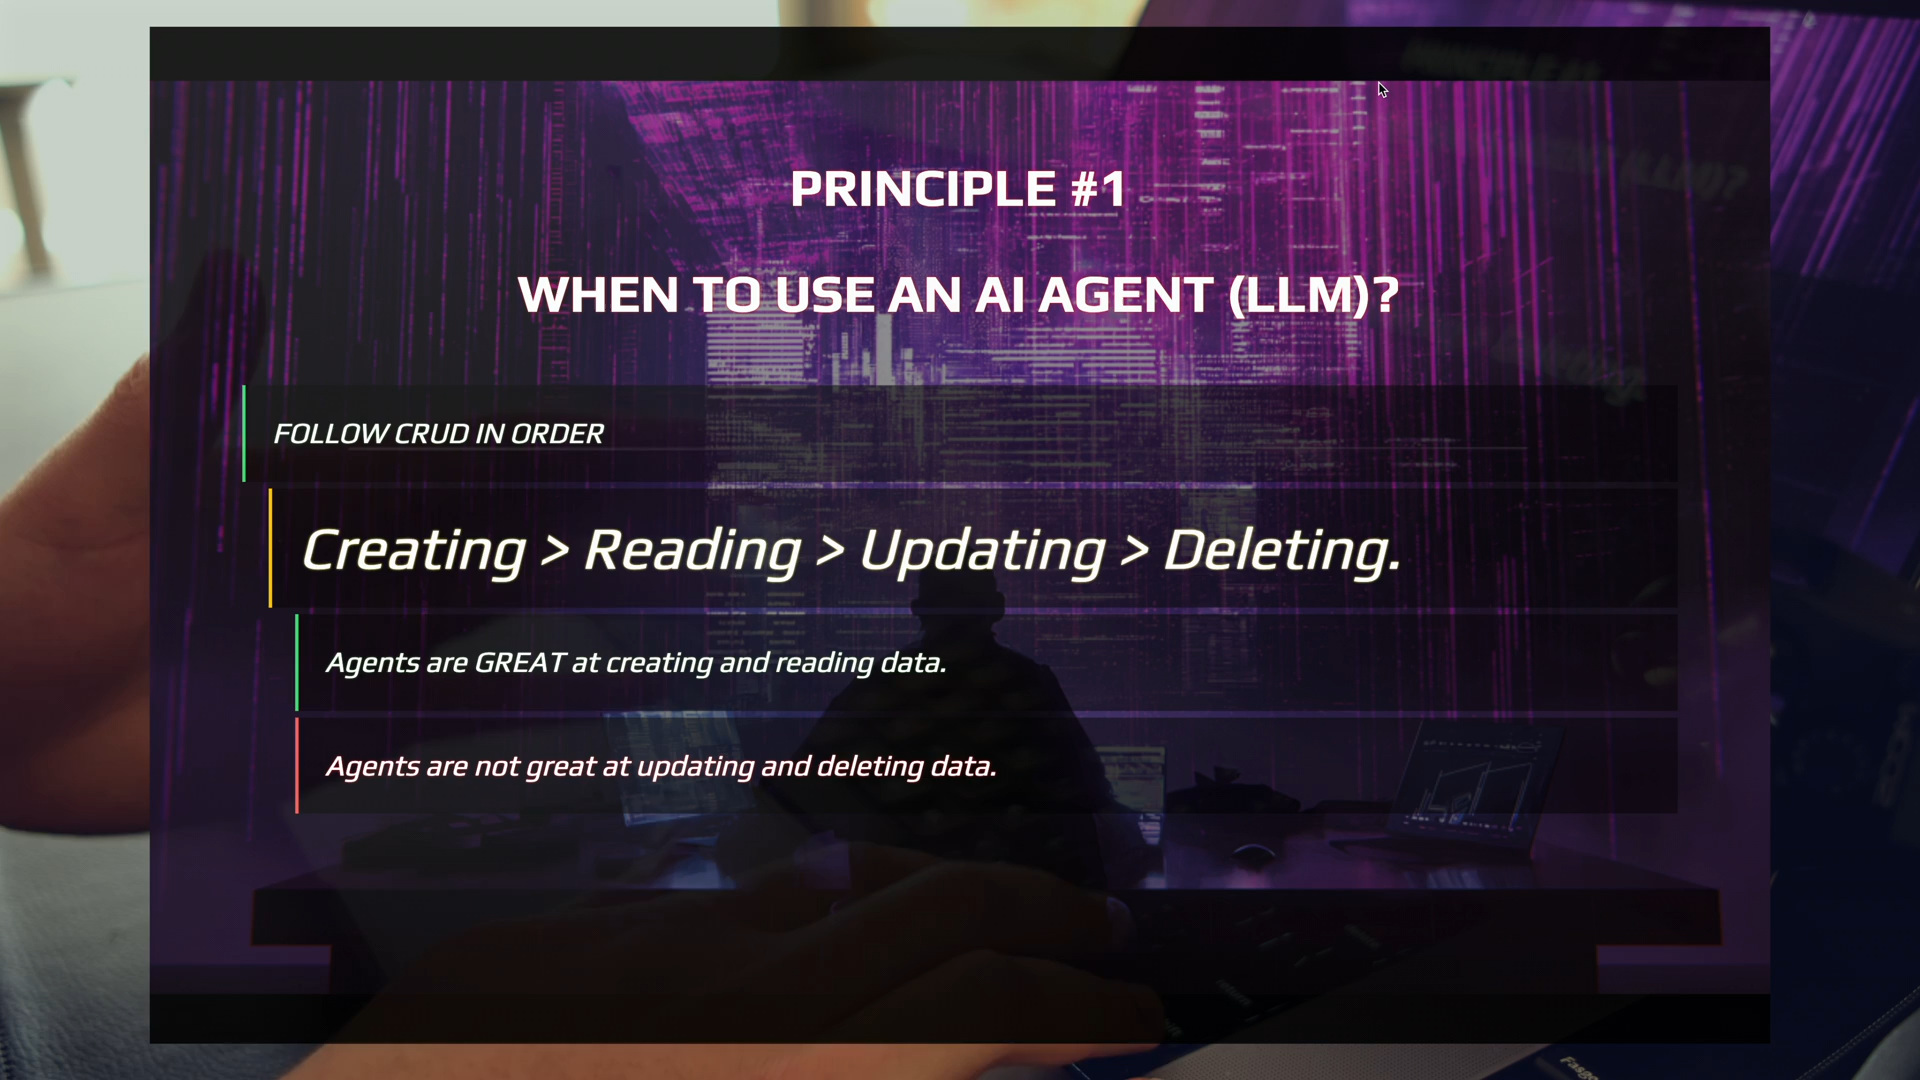 PRINCIPLE #1
WHEN TO USE AN AI AGENT (LLM)?
FOLLOW CRUD IN ORDER
Creating > Reading > Updating > Deleting.
Agents are GREAT at creating and reading data.
Agents are not great at updating and deleting data.